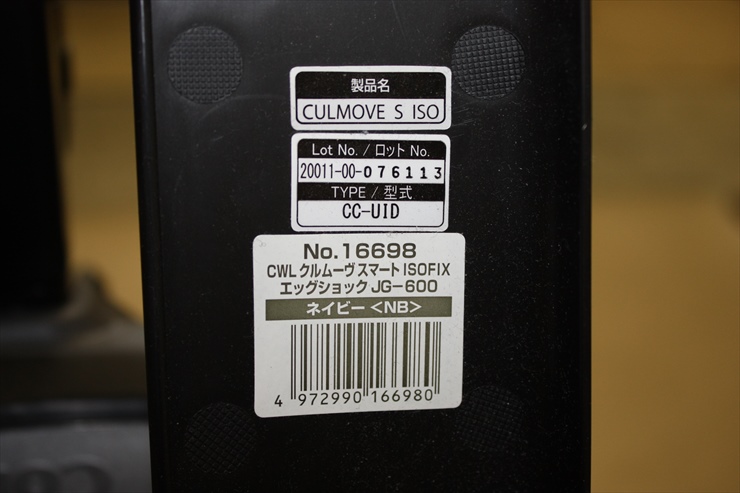 製品名
CULMOVE S ISO
Lot No. / ロット No.
20011-00-076113
TYPE / 型式
CC-UID
No.16698
CWL クルムーヴ スマート ISOFIX
エッグショック JG-600
ネイビー <NB>
4 972990 166980